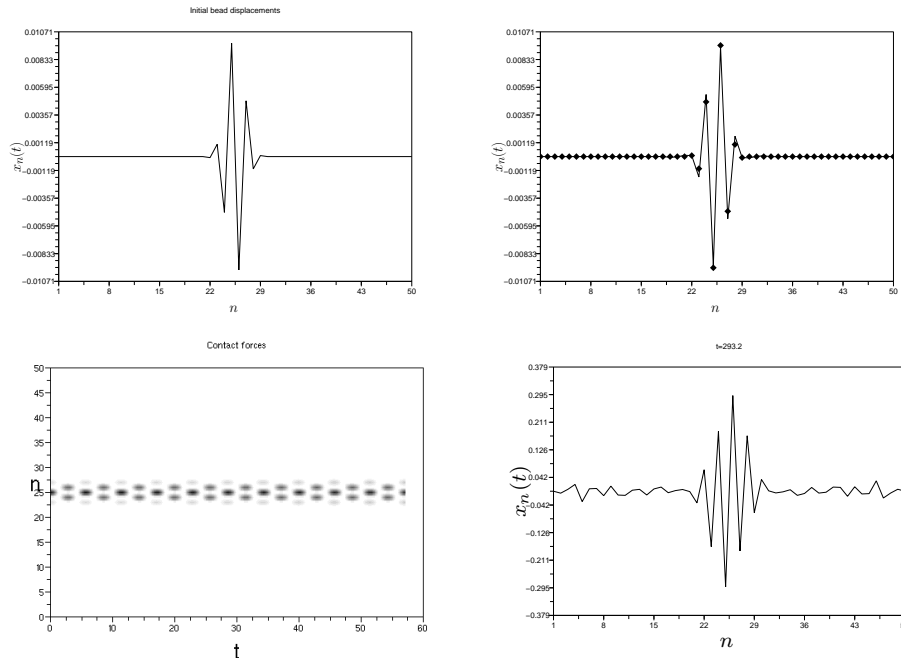 Initial bead displacements
0.01071
0.00833
0.00595
0.00357
0.00119
−0.00119
−0.00357
−0.00595
−0.00833
−0.01071
x_n(t)
1 8 15 22 29 36 43 50
n
0.01071
0.00833
0.00595
0.00357
0.00119
−0.00119
−0.00357
−0.00595
−0.00833
−0.01071
x_n(t)
1 8 15 22 29 36 43 50
n
Contact forces
50
45
40
35
30
25
20
15
10
5
0
n
0 10 20 30 40 50 60
t
t=293.2
0.379
0.295
0.211
0.126
0.042
−0.042
−0.126
−0.211
−0.295
−0.379
x_n(t)
1 8 15 22 29 36 43
n